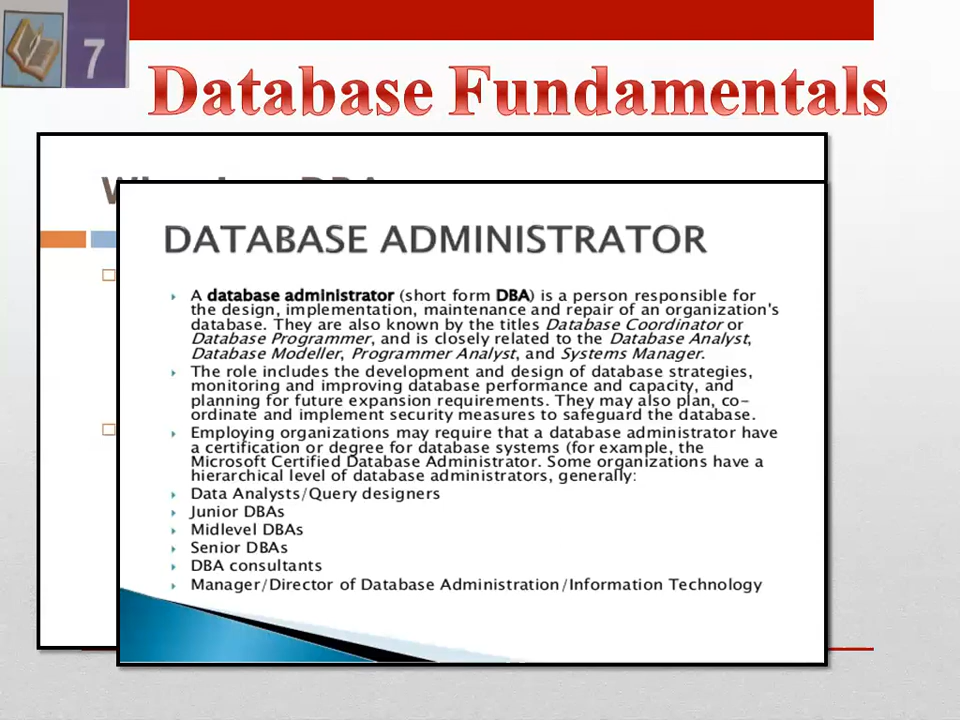 7
Database Fundamentals
DATABASE ADMINISTRATOR
A database administrator (short form DBA) is a person responsible for
the design, implementation, maintenance and repair of an organization's
database. They are also known by the titles Database Coordinator or
Database Programmer, and is closely related to the Database Analyst,
Database Modeller, Programmer Analyst, and Systems Manager.
The role includes the development and design of database strategies,
monitoring and improving database performance and capacity, and
planning for future expansion requirements. They may also plan, co-
ordinate and implement security measures to safeguard the database.
Employing organizations may require that a database administrator have
a certification or degree for database systems (for example, the
Microsoft Certified Database Administrator. Some organizations have a
hierarchical level of database administrators, generally:
Data Analysts/Query designers
Junior DBAs
Midlevel DBAs
Senior DBAs
DBA consultants
Manager/Director of Database Administration/Information Technology